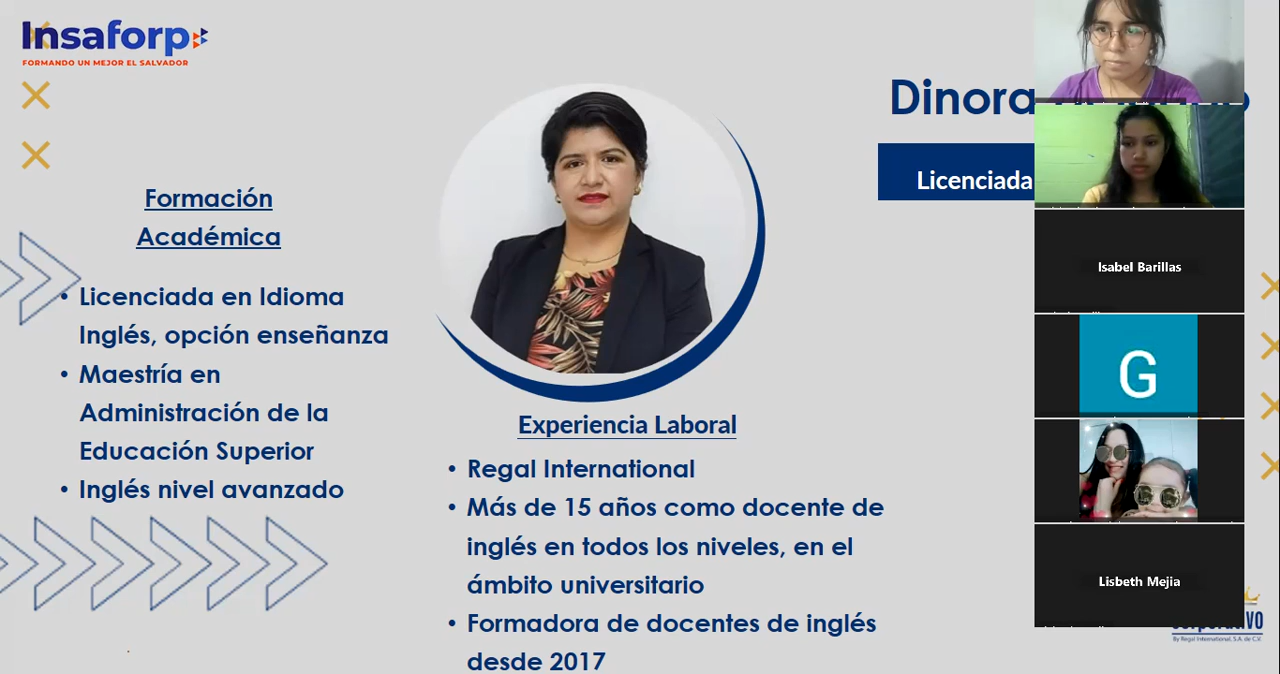 Insaforp
FORMANDO UN MEJOR EL SALVADOR
Dinora
Licenciada
Formación
Académica
• Licenciada en Idioma
Inglés, opción enseñanza
• Maestría en
Administración de la
Educación Superior
• Inglés nivel avanzado
Experiencia Laboral
• Regal International
• Más de 15 años como docente de
inglés en todos los niveles, en el
ámbito universitario
• Formadora de docentes de inglés
desde 2017
Isabel Barillas
G
Lisbeth Mejia
By Regal International, S.A. de C.V.